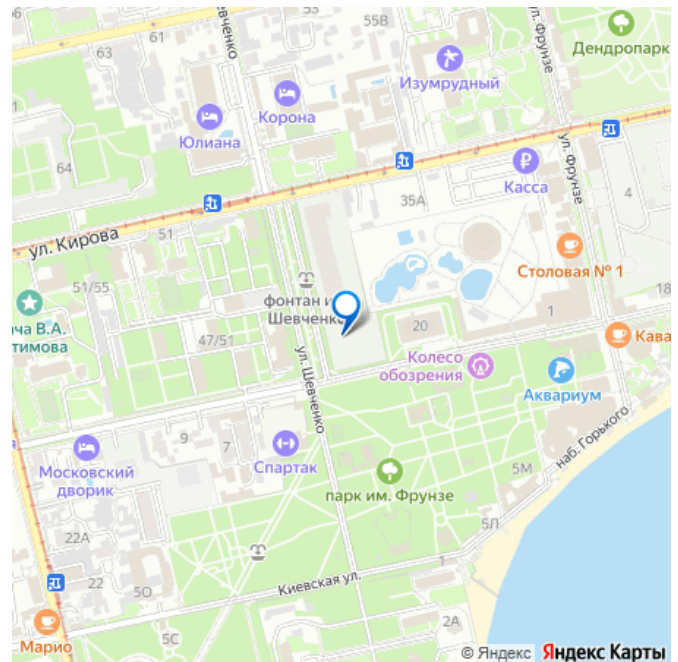 63
61
55В
ул. Фрунзе
Дендропарк
Изумрудный
Корона
Юлиана
64
35А
Касса
4
ул. Фрунзе
ул. Кирова
51
Столовая № 1
51/55
фонтан и
Шевченко
18
ача В.А.
тимова
47/51
20
1
Кава
Колесо
обозрения
ул. Шевченко
Аквариум
наб. Горького
9
7
Спартак
Московский
дворик
парк им. Фрунзе
5М
5Л
22А
22
5О
Киевская ул.
1
2А
5С
Марио
© Яндекс Яндекс Карты